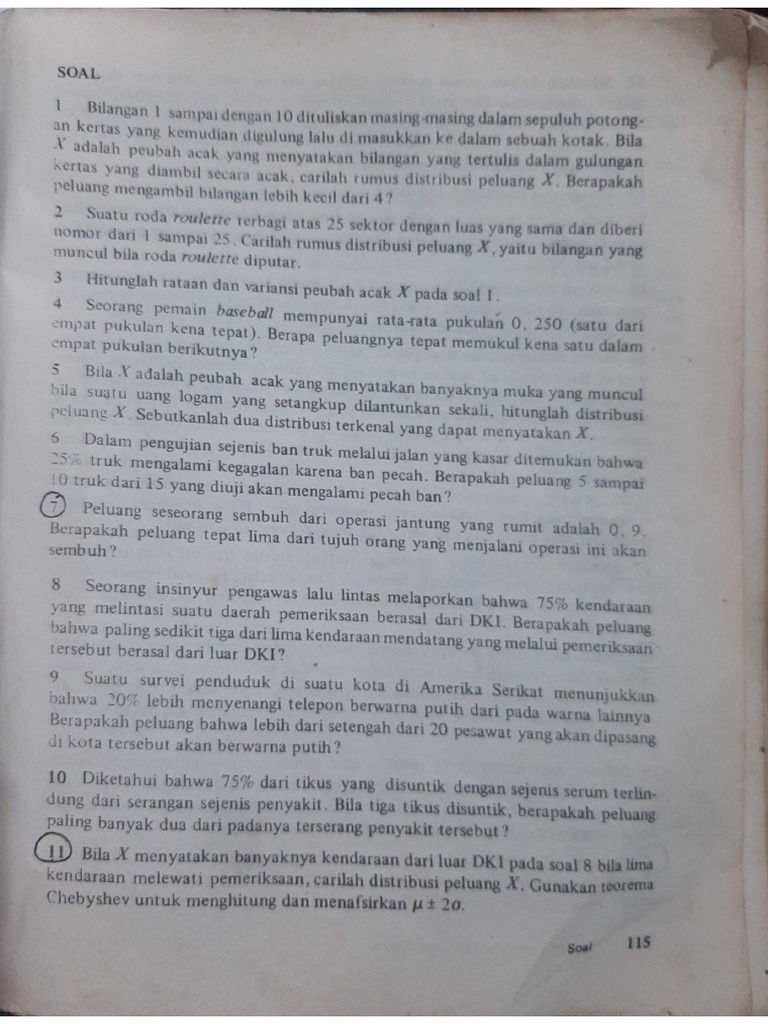 SOAL
1 Bilangan 1 sampai dengan 10 dituliskan masing-masing dalam sepuluh potong-
an kertas yang kemudian digulung lalu di masukkan ke dalam sebuah kotak. Bila
X adalah peubah acak yang menyatakan bilangan yang tertulis dalam gulungan
kertas yang diambil secara acak, carilah rumus distribusi peluang X. Berapakah
peluang mengambil bilangan lebih kecil dari 4?
2 Suatu roda roulette terbagi atas 25 sektor dengan luas yang sama dan diberi
nomor dari 1 sampai 25. Carilah rumus distribusi peluang X, yaitu bilangan yang
muncul bila roda roulette diputar.
3 Hitunglah rataan dan variansi peubah acak X pada soal 1.
4 Seorang pemain baseball mempunyai rata-rata pukulan 0, 250 (satu dari
empat pukulan kena tepat). Berapa peluangnya tepat memukul kena satu dalam
empat pukulan berikutnya?
5 Bila X adalah peubah acak yang menyatakan banyaknya muka yang muncul
bila suatu uang logam yang setangkup dilantunkan sekali, hitunglah distribusi
peluang X. Sebutkanlah dua distribusi terkenal yang dapat menyatakan X.
6 Dalam pengujian sejenis ban truk melalui jalan yang kasar ditemukan bahwa
25% truk mengalami kegagalan karena ban pecah. Berapakah peluang 5 sampai
10 truk dari 15 yang diuji akan mengalami pecah ban?
7 Peluang seseorang sembuh dari operasi jantung yang rumit adalah 0, 9.
Berapakah peluang tepat lima dari tujuh orang yang menjalani operasi ini akan
sembuh?
8 Seorang insinyur pengawas lalu lintas melaporkan bahwa 75% kendaraan
yang melintasi suatu daerah pemeriksaan berasal dari DKI. Berapakah peluang
bahwa paling sedikit tiga dari lima kendaraan mendatang yang melalui pemeriksaan
tersebut berasal dari luar DKI?
9 Suatu survei penduduk di suatu kota di Amerika Serikat menunjukkan
bahwa 20% lebih menyenangi telepon berwarna putih dari pada warna lainnya
Berapakah peluang bahwa lebih dari setengah dari 20 pesawat yang akan dipasang
di kota tersebut akan berwarna putih?
10 Diketahui bahwa 75% dari tikus yang disuntik dengan sejenis serum terlin-
dung dari serangan sejenis penyakit. Bila tiga tikus disuntik, berapakah peluang
paling banyak dua dari padanya terserang penyakit tersebut?
11 Bila X menyatakan banyaknya kendaraan dari luar DKI pada soal 8 bila lima
kendaraan melewati pemeriksaan, carilah distribusi peluang X. Gunakan teorema
Chebyshev untuk menghitung dan menafsirkan μ ± 2σ.
Soal 115